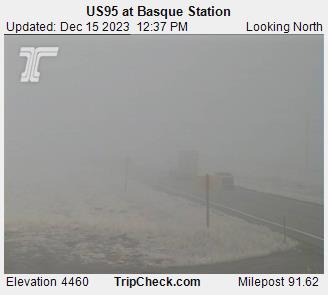 US95 at Basque Station
Updated: Dec 15 2023 12:37 PM Looking North
Elevation 4460 TripCheck.com Milepost 91.62